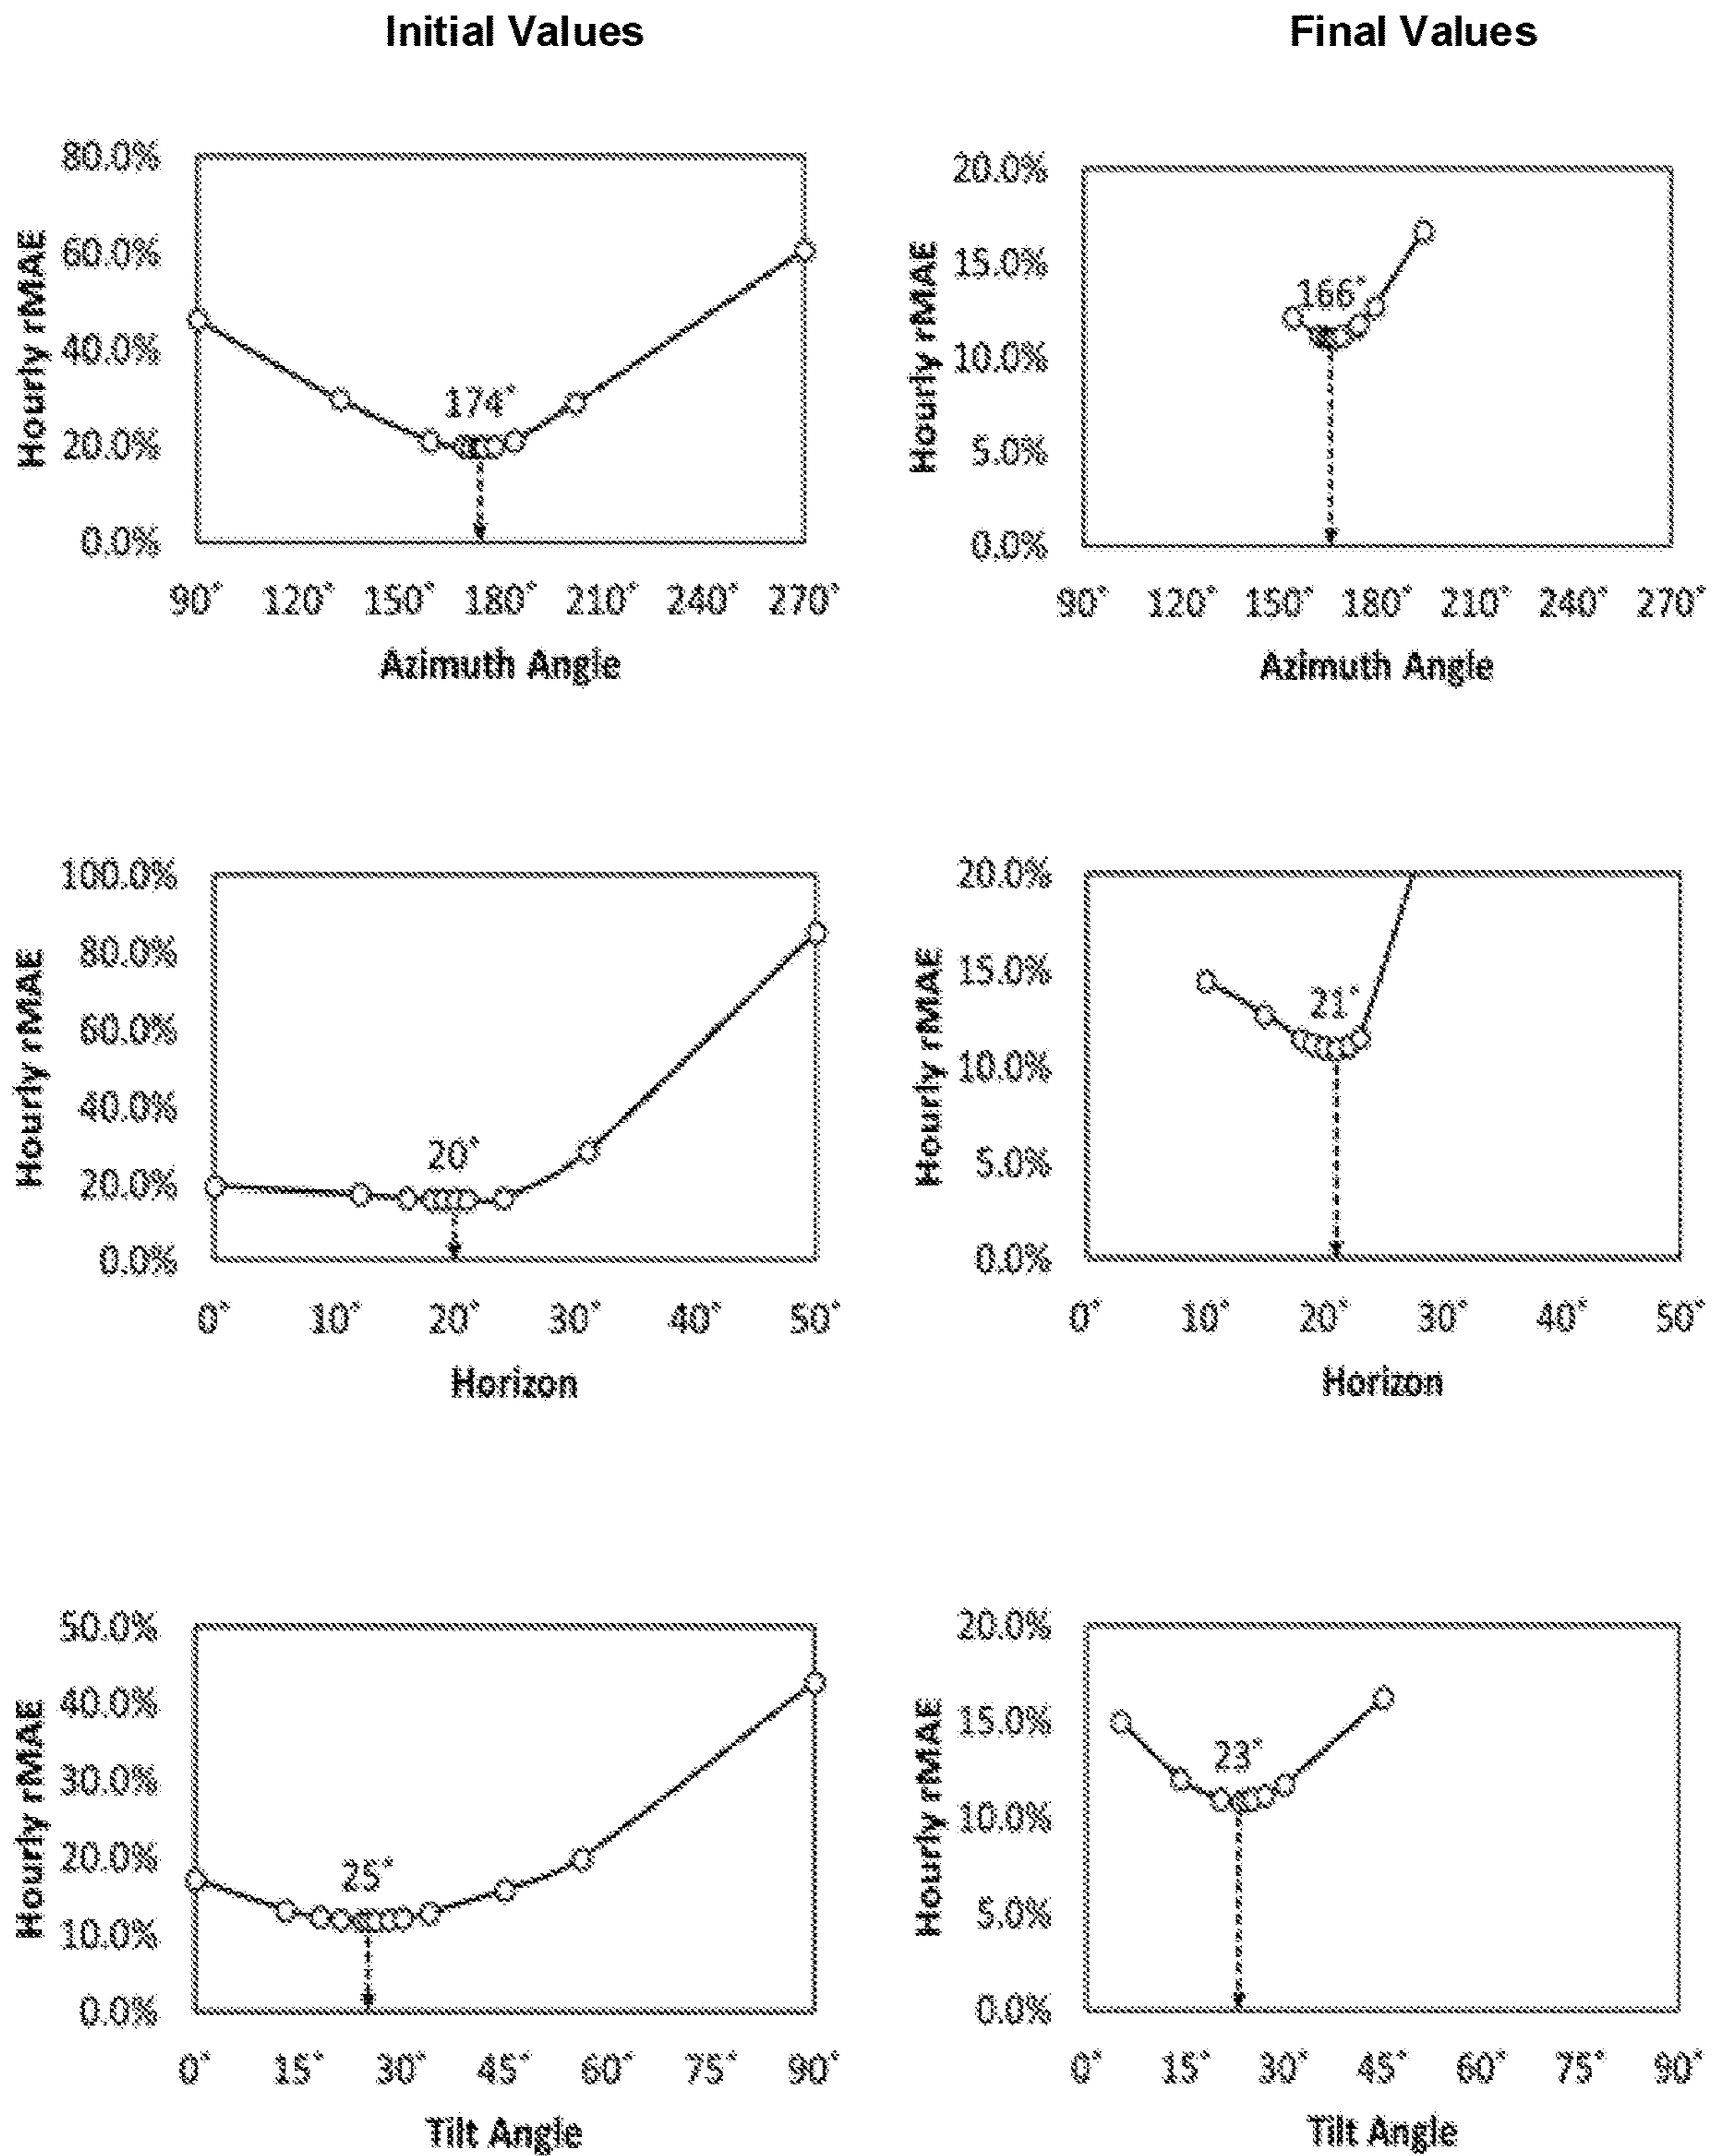 Initial Values
Final Values
80.0%
60.0%
40.0%
20.0%
0.0%
Hourly rMAE
174°
90° 120° 150° 180° 210° 240° 270°
Azimuth Angle
20.0%
15.0%
10.0%
5.0%
0.0%
Hourly rMAE
166°
90° 120° 150° 180° 210° 240° 270°
Azimuth Angle
100.0%
80.0%
60.0%
40.0%
20.0%
0.0%
Hourly rMAE
20°
0° 10° 20° 30° 40° 50°
Horizon
20.0%
15.0%
10.0%
5.0%
0.0%
Hourly rMAE
21°
0° 10° 20° 30° 40° 50°
Horizon
50.0%
40.0%
30.0%
20.0%
10.0%
0.0%
Hourly rMAE
25°
0° 15° 30° 45° 60° 75° 90°
Tilt Angle
20.0%
15.0%
10.0%
5.0%
0.0%
Hourly rMAE
23°
0° 15° 30° 45° 60° 75° 90°
Tilt Angle